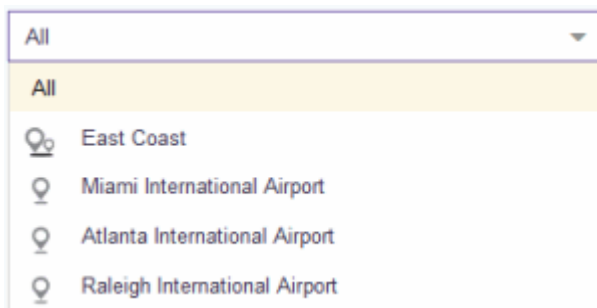 All
All
East Coast
Miami International Airport
Atlanta International Airport
Raleigh International Airport